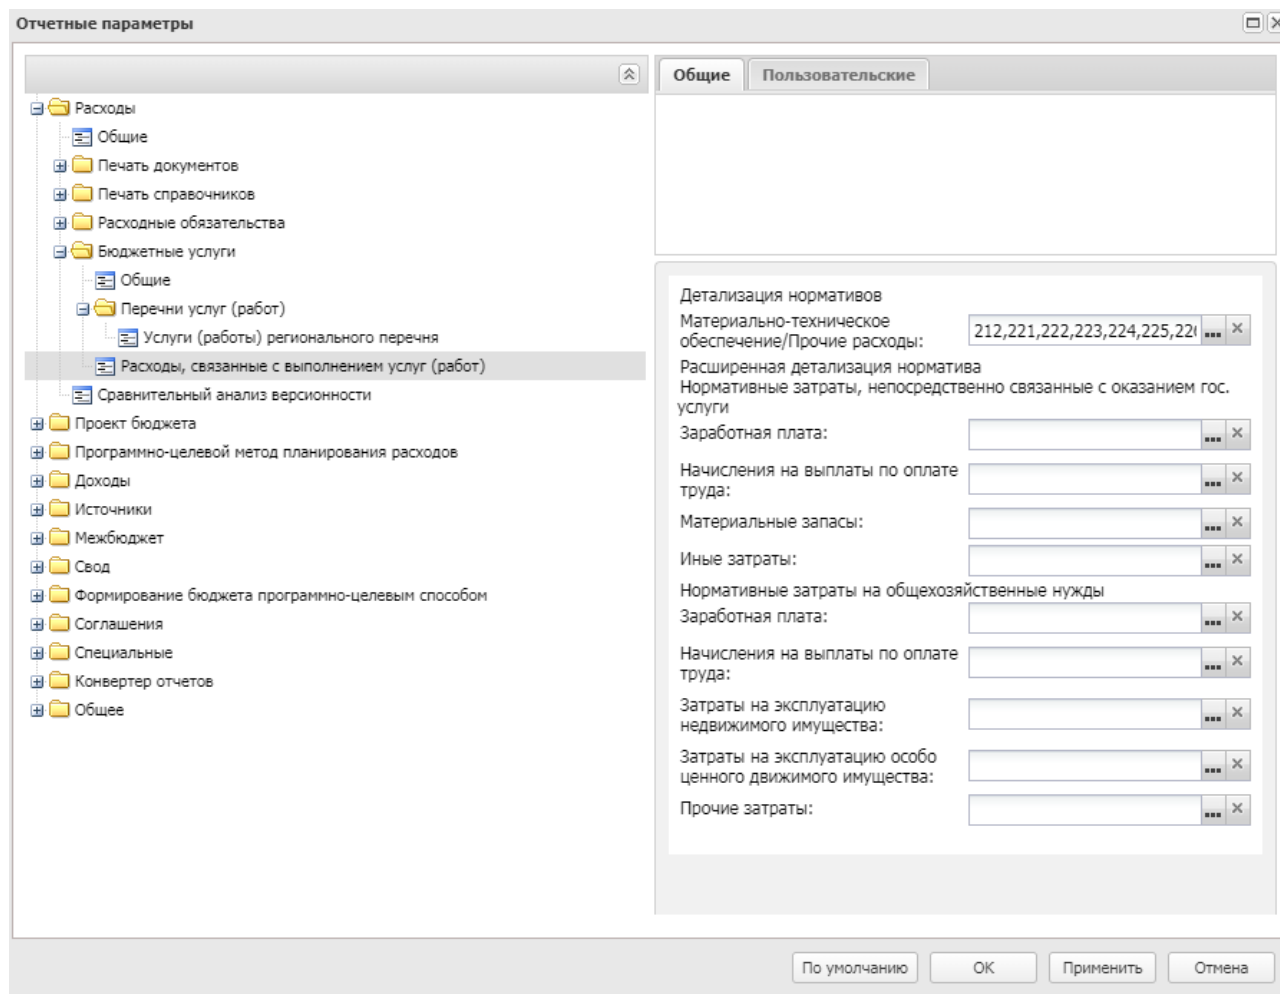 Отчетные параметры
Расходы
Общие
Печать документов
Печать справочников
Расходные обязательства
Бюджетные услуги
Общие
Перечни услуг (работ)
Услуги (работы) регионального перечня
Расходы, связанные с выполнением услуг (работ)
Сравнительный анализ версионности
Проект бюджета
Программно-целевой метод планирования расходов
Доходы
Источники
Межбюджет
Свод
Формирование бюджета программно-целевым способом
Соглашения
Специальные
Конвертер отчетов
Общее
Общие
Пользовательские
Детализация нормативов
Материально-техническое
обеспечение/Прочие расходы:
212,221,222,223,224,225,22
Расширенная детализация норматива
Нормативные затраты, непосредственно связанные с оказанием гос.
услуги
Заработная плата:
Начисления на выплаты по оплате
труда:
Материальные запасы:
Иные затраты:
Нормативные затраты на общехозяйственные нужды
Заработная плата:
Начисления на выплаты по оплате
труда:
Затраты на эксплуатацию
недвижимого имущества:
Затраты на эксплуатацию особо
ценного движимого имущества:
Прочие затраты:
По умолчанию
OK
Применить
Отмена